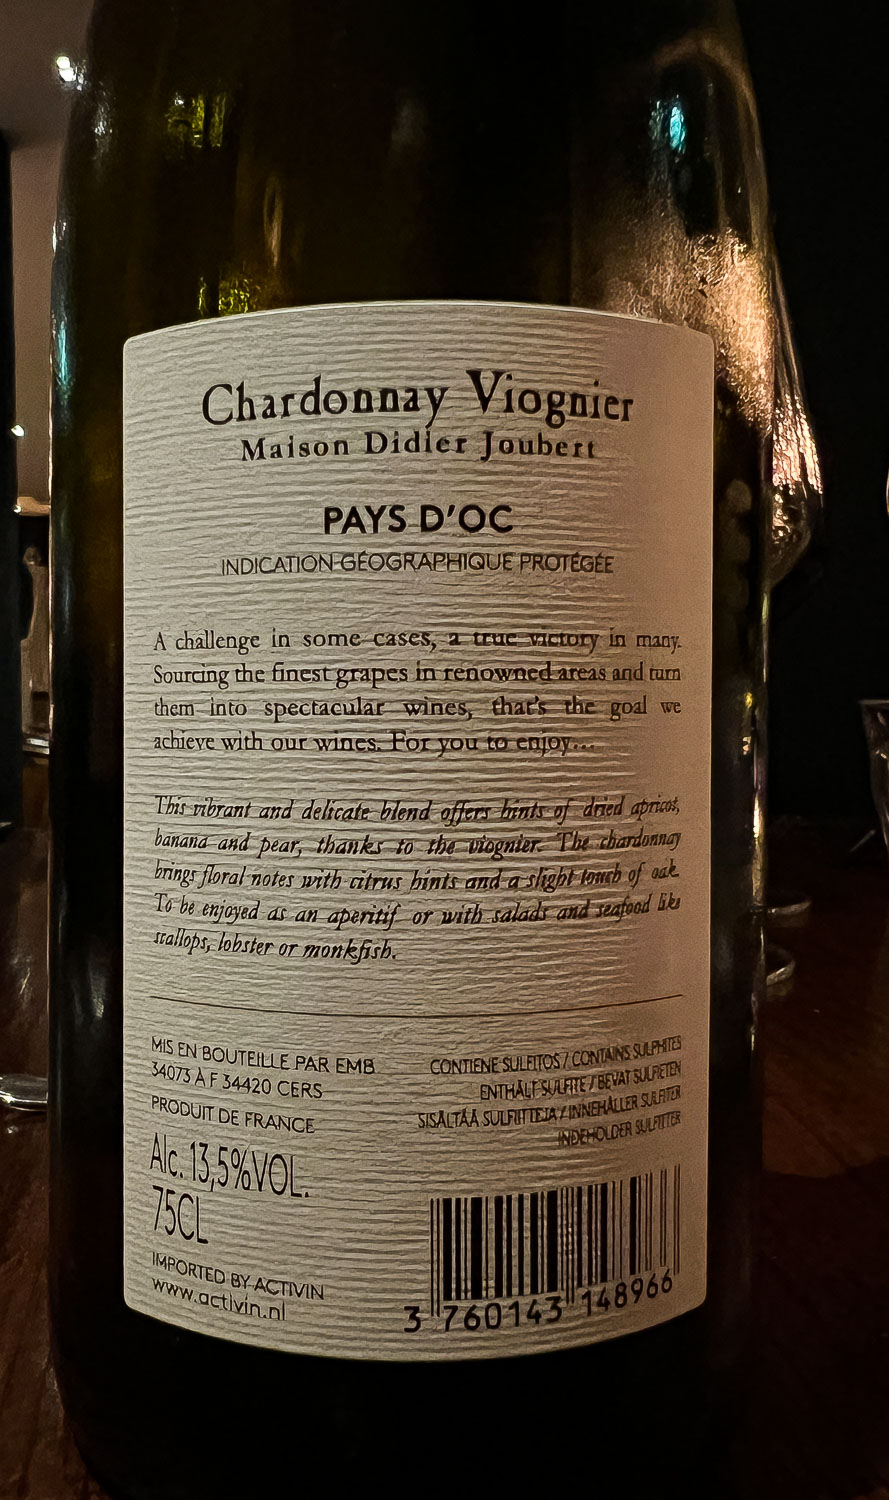 Chardonnay Viognier
Maison Didier Joubert
PAYS D'OC
INDICATION GÉOGRAPHIQUE PROTÉGÉE
A challenge in some cases, a true victory in many.
Sourcing the finest grapes in renowned areas and turn
them into spectacular wines, that's the goal we
achieve with our wines. For you to enjoy...
This vibrant and delicate blend offers hints of dried apricot,
banana and pear, thanks to the viognier. The chardonnay
brings floral notes with citrus hints and a slight touch of oak.
To be enjoyed as an aperitif or with salads and seafood like
scallops, lobster or monkfish.
MIS EN BOUTEILLE PAR EMB
34073 À F 34420 CERS
PRODUIT DE FRANCE
Alc. 13,5%VOL.
75CL
IMPORTED BY ACTIVIN
www.activin.nl
CONTIENE SULFITOS / CONTAINS SULPHITES
ENTHÄLT SULFITE / BEVAT SULFIETEN
SISÄLTÄÄ SULFIITTEJA / INNEHÅLLER SULFITER
INDEHOLDER SULFITTER
3 760143 148966